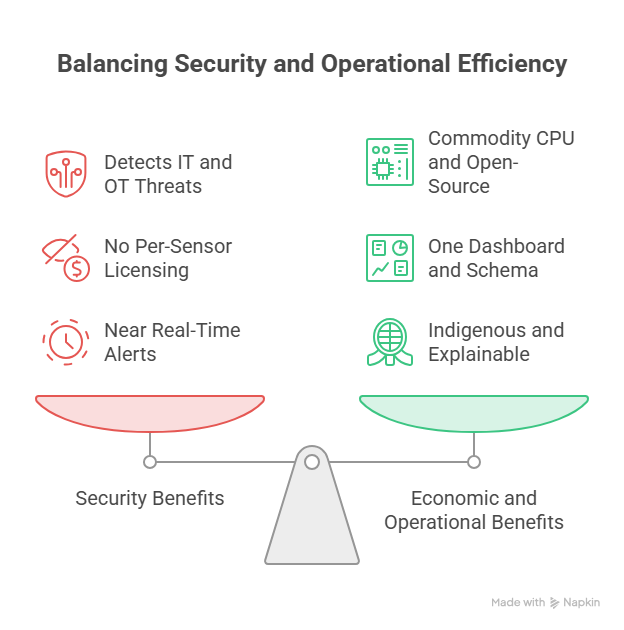 Balancing Security and Operational Efficiency
Detects IT and
OT Threats
No Per-Sensor
Licensing
Near Real-Time
Alerts
Commodity CPU
and Open-
Source
One Dashboard
and Schema
Indigenous and
Explainable
Security Benefits
Economic and
Operational Benefits
Made with Napkin